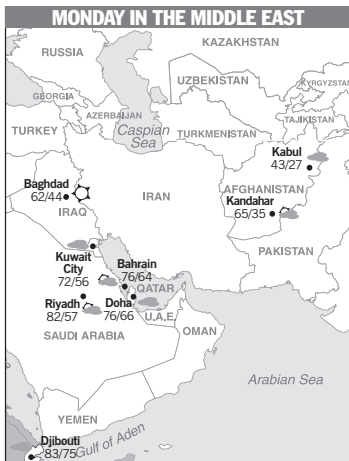 MONDAY IN THE MIDDLE EAST
KAZAKHSTAN
RUSSIA
UZBEKISTAN
KYRGYZSTAN
GEORGIA
AZERBAIJAN
TAJIKISTAN
TURKEY
Caspian
Sea
TURKMENISTAN
Kabul
43/27
Baghdad
62/44
IRAQ
IRAN
AFGHANISTAN
Kandahar
65/35
PAKISTAN
Kuwait
City
72/56
Bahrain
76/64
QATAR
Riyadh
82/57
Doha
76/66
U.A.E.
SAUDI ARABIA
OMAN
Arabian Sea
YEMEN
Djibouti
83/75
Gulf of Aden